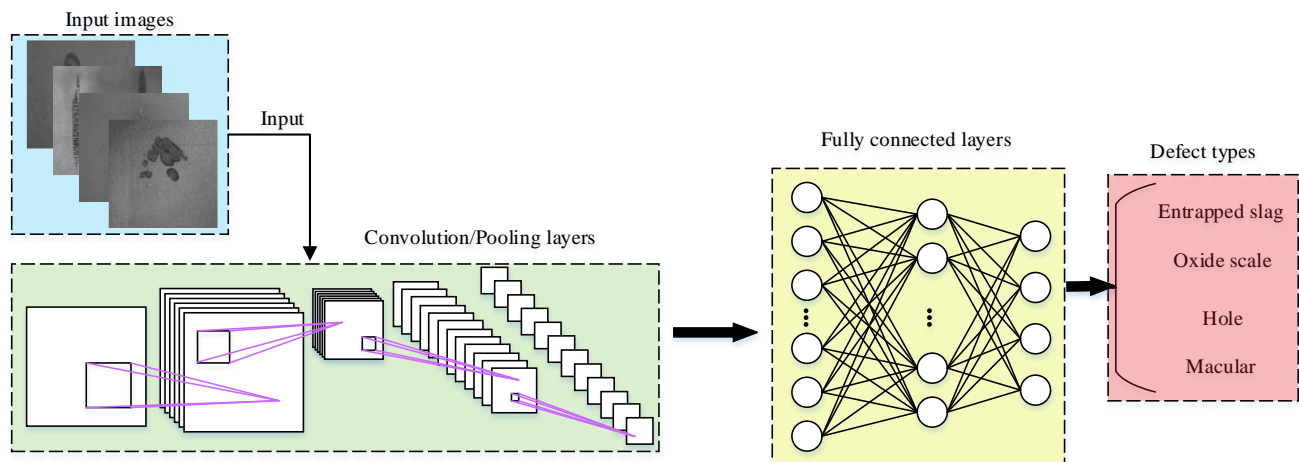 Input images
Input
Convolution/Pooling layers
Fully connected layers
Defect types
Entrapped slag
Oxide scale
Hole
Macular